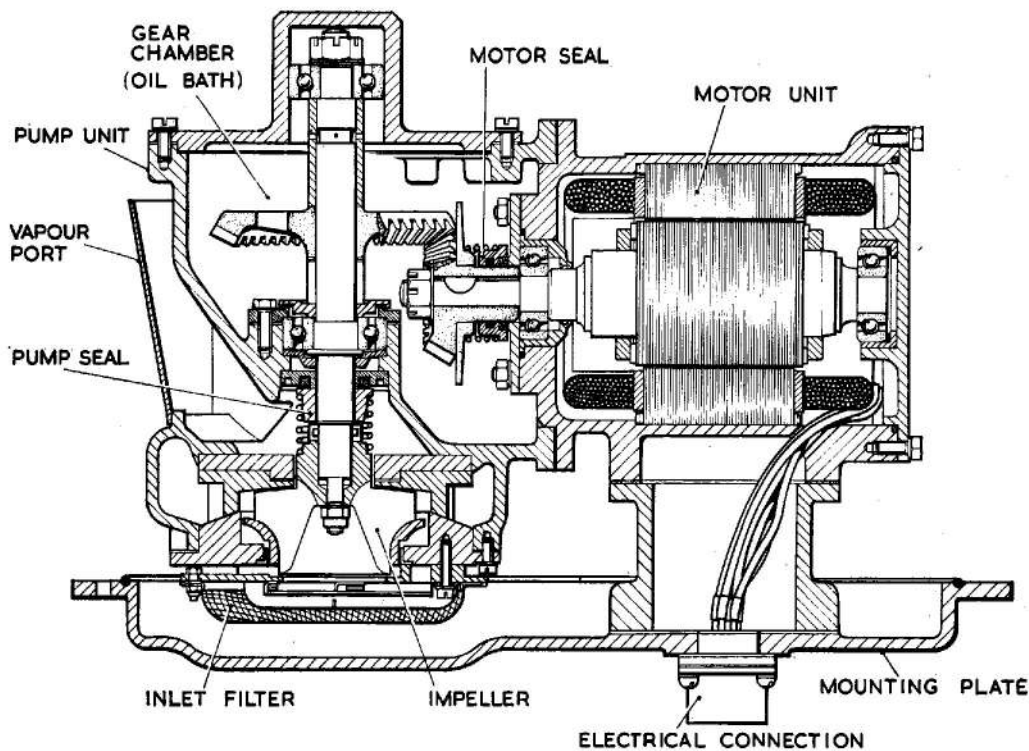 GEAR
CHAMBER
(OIL BATH)
MOTOR SEAL
MOTOR UNIT
PUMP UNIT
VAPOUR
PORT
PUMP SEAL
INLET FILTER
IMPELLER
MOUNTING PLATE
ELECTRICAL CONNECTION